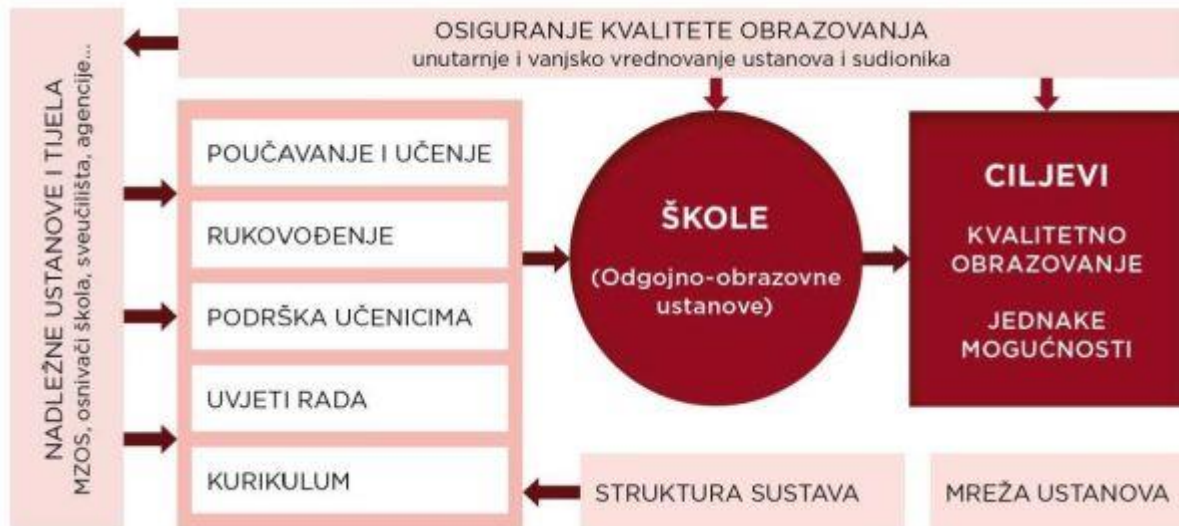 OSIGURANJE KVALITETE OBRAZOVANJA
unutarnje i vanjsko vrednovanje ustanova i sudionika
NADLEŽNE USTANOVE I TIJELA
MZOS, osnivači škola, sveučilišta, agencije...
POUČAVANJE I UČENJE
RUKOVOĐENJE
PODRŠKA UČENICIMA
UVJETI RADA
KURIKULUM
ŠKOLE
(Odgojno-obrazovne
ustanove)
CILJEVI
KVALITETNO
OBRAZOVANJE
JEDNAKE
MOGUĆNOSTI
STRUKTURA SUSTAVA
MREŽA USTANOVA